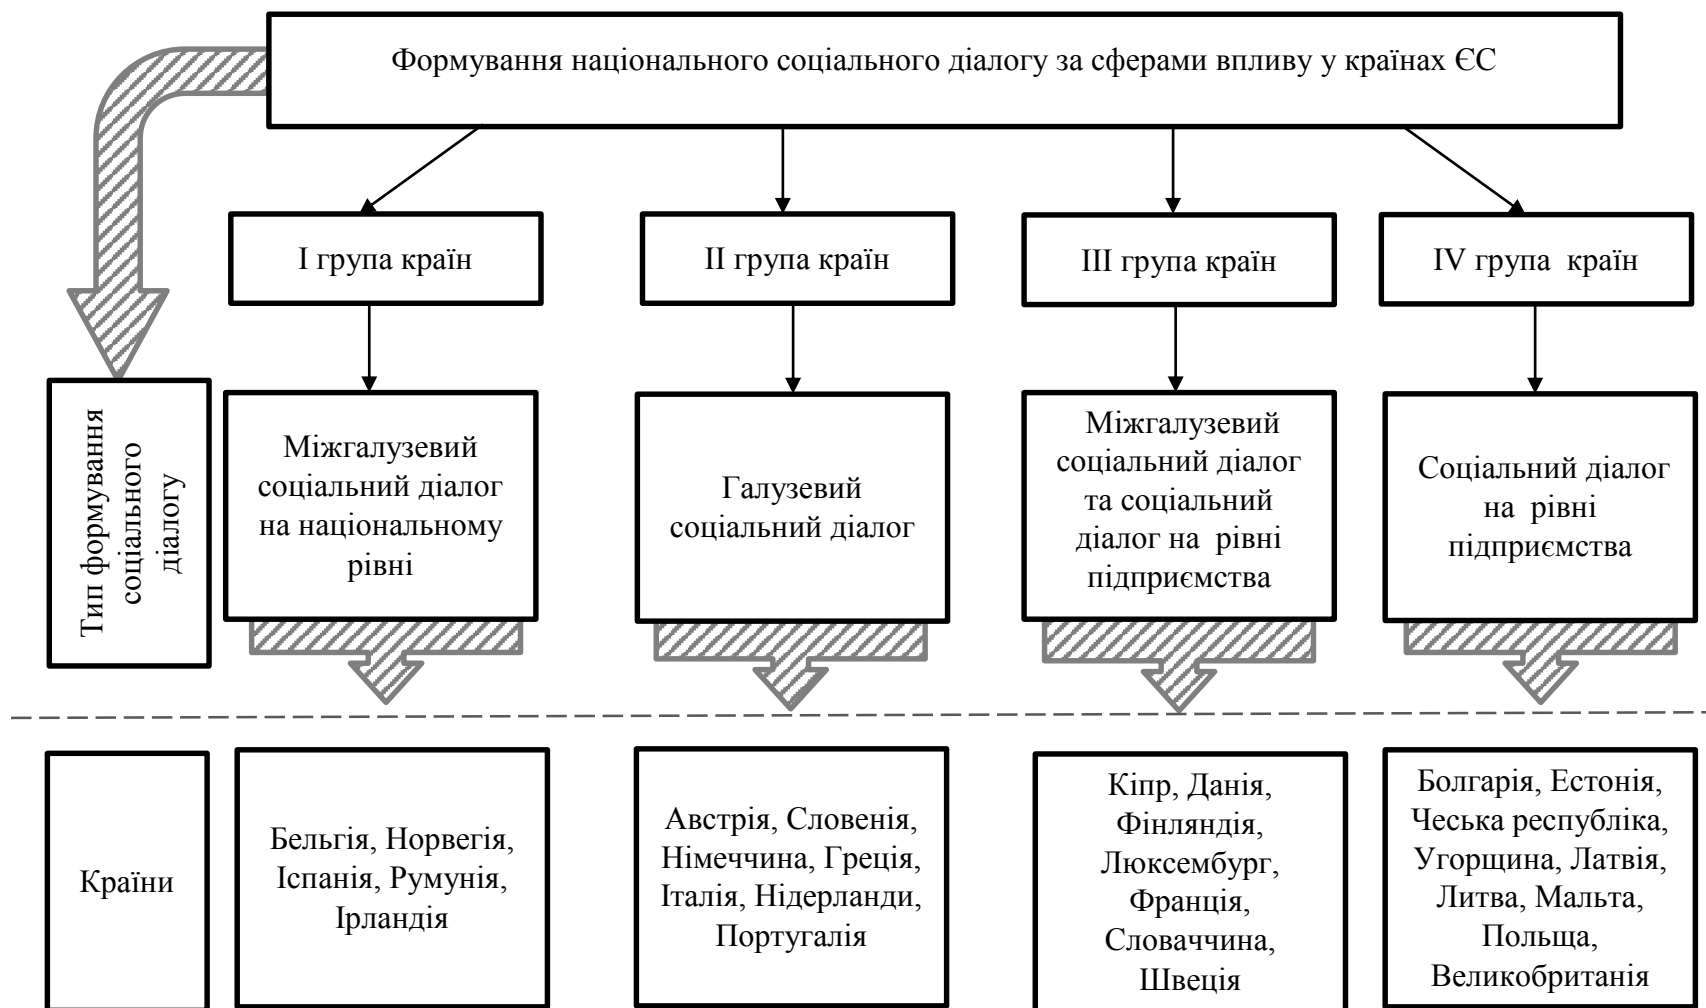 Формування національного соціального діалогу за сферами впливу у країнах ЄС
І група країн
ІІ група країн
ІІІ група країн
IV група  країн
Тип формування
соціального
діалогу
Міжгалузевий
соціальний діалог
на національному
рівні
Галузевий
соціальний діалог
Міжгалузевий
соціальний діалог
та соціальний
діалог на  рівні
підприємства
Соціальний діалог
на  рівні
підприємства
Країни
Бельгія, Норвегія,
Іспанія, Румунія,
Ірландія
Австрія, Словенія,
Німеччина, Греція,
Італія, Нідерланди,
Португалія
Кіпр, Данія,
Фінляндія,
Люксембург,
Франція,
Словаччина,
Швеція
Болгарія, Естонія,
Чеська республіка,
Угорщина, Латвія,
Литва, Мальта,
Польща,
Великобританія